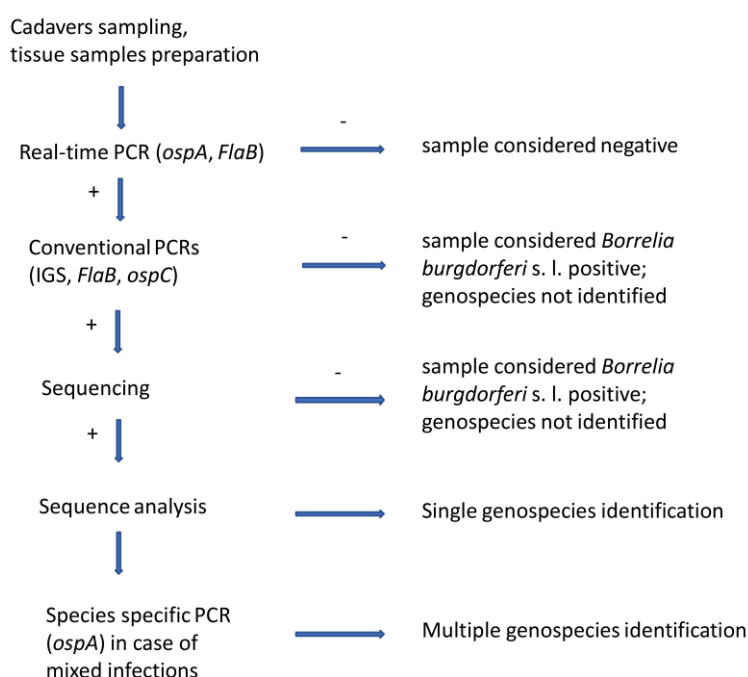 Cadavers sampling,
tissue samples preparation
-
Real-time PCR (ospA, FlaB)
sample considered negative
+
Conventional PCRs
(IGS, FlaB, ospC)
-
sample considered Borrelia
burgdorferi s. l. positive;
genospecies not identified
+
Sequencing
-
sample considered Borrelia
burgdorferi s. l. positive;
genospecies not identified
+
Sequence analysis
Single genospecies identification
Species specific PCR
(ospA) in case of
mixed infections
Multiple genospecies identification